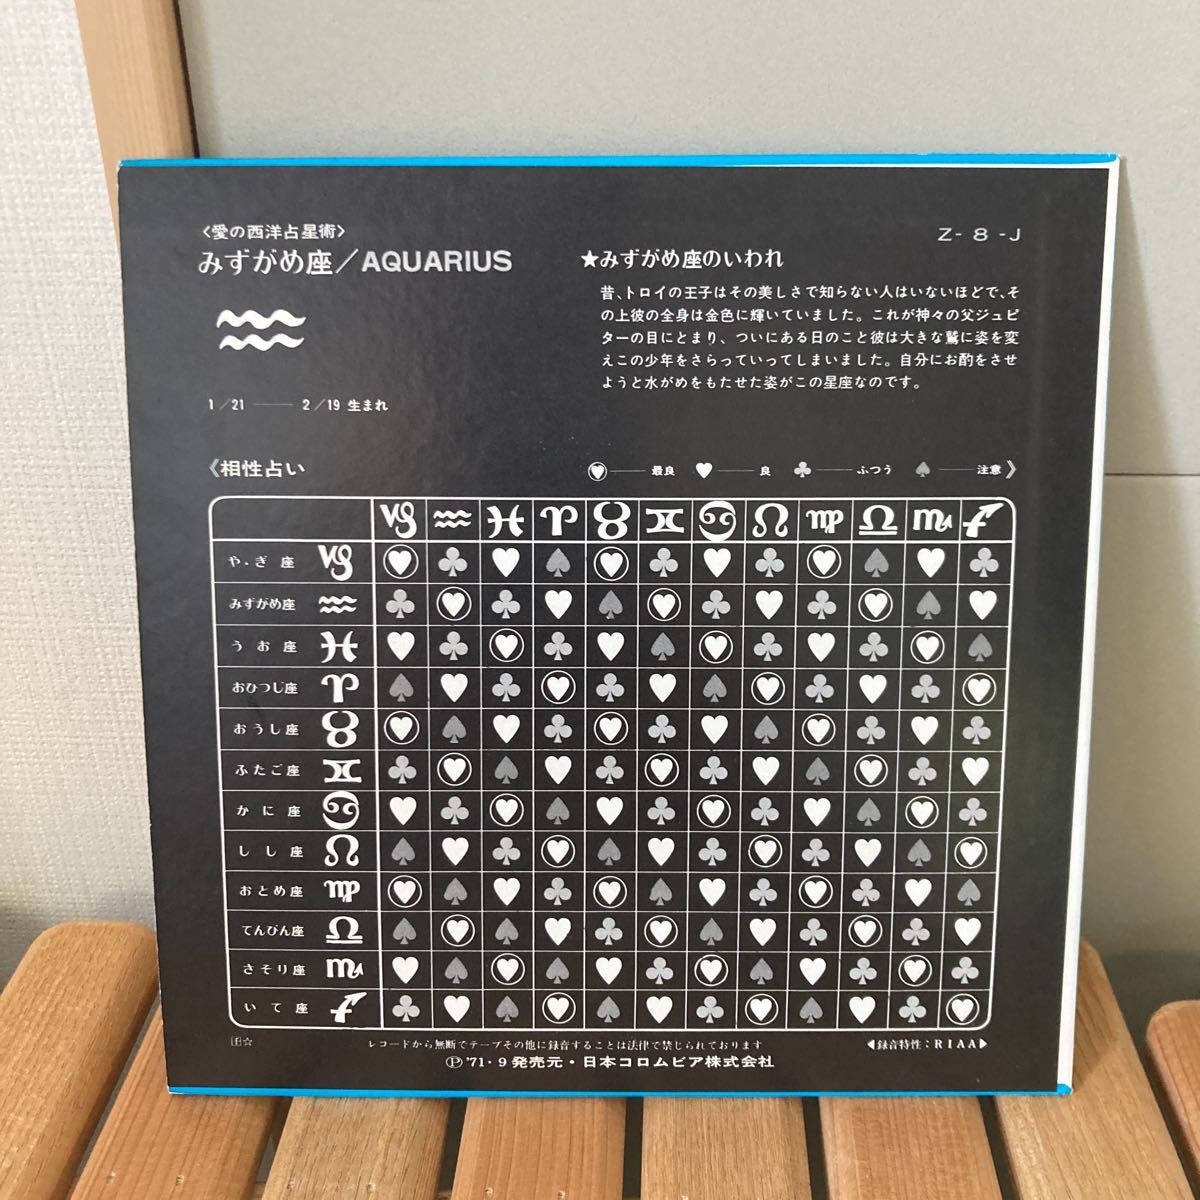 〈愛の西洋占星術〉
みずがめ座／AQUARIUS
1／21 —— 2／19 生まれ
Z-8-J
★みずがめ座のいわれ
昔、トロイの王子はその美しさで知らない人はいないほどで、そ
の上彼の全身は金色に輝いていました。これが神々の父ジュピ
ターの目にとまり、ついにある日のこと彼は大きな鷲に姿を変
えこの少年をさらっていってしまいました。自分にお酌をさせ
ようと水がめをもたせた姿がこの星座なのです。
《相性占い
♥——最良 ♥——良 ♣——ふつう ♠——注意》
♑ ♒ ♓ ♈ ♉ ♊ ♋ ♌ ♍ ♎ ♏ ♐
や・ぎ座 ♑
みずがめ座 ♒
うお座 ♓
おひつじ座 ♈
おうし座 ♉
ふたご座 ♊
かに座 ♋
しし座 ♌
おとめ座 ♍
てんびん座 ♎
さそり座 ♏
いて座 ♐
レコードから無断でテープその他に録音することは法律で禁じられております
◀録音特性：RIAA▶
Ⓟ'71・9 発売元・日本コロムビア株式会社